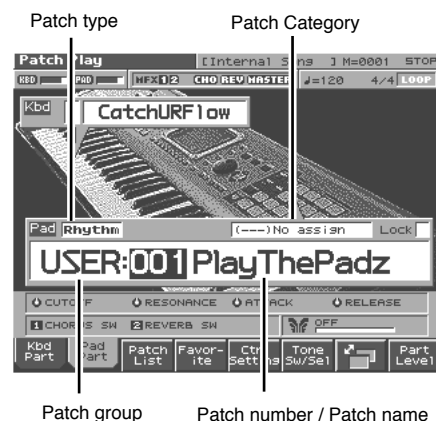 Patch type
Patch Category
Patch Play [Internal Songs ] M=0001 STOP
KBD PAD MFX 1 2 CHO REV MASTER ♩=120 4/4 LOOP
Kbd
CatchURFlow
Pad Rhythm (---)No assign Lock
USER:001 PlayThePadz
CUTOFF RESONANCE ATTACK RELEASE
1 CHORUS SW 2 REVERB SW OFF
Kbd Part
Pad Part
Patch List
Favorite
Ctrl Setting
Tone Sw/Sel
Part Level
Patch group
Patch number / Patch name